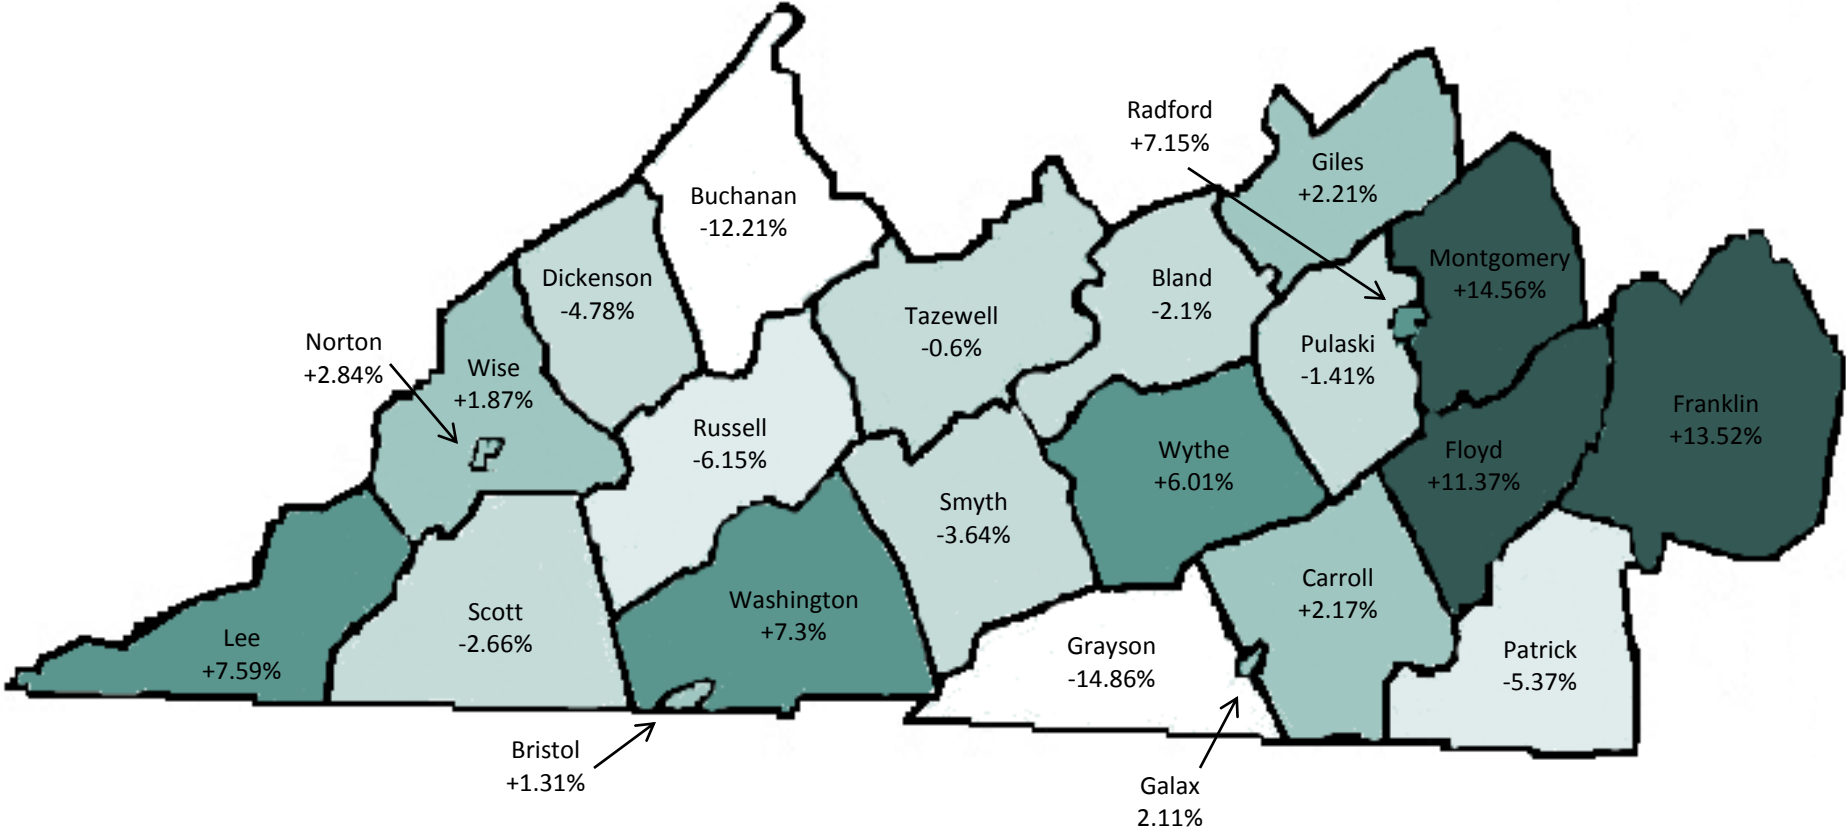 Radford
+7.15%
Giles
+2.21%
Buchanan
-12.21%
Montgomery
+14.56%
Dickenson
-4.78%
Bland
-2.1%
Tazewell
-0.6%
Norton
+2.84%
Wise
+1.87%
Pulaski
-1.41%
Franklin
+13.52%
Russell
-6.15%
Wythe
+6.01%
Floyd
+11.37%
Smyth
-3.64%
Carroll
+2.17%
Washington
+7.3%
Scott
-2.66%
Lee
+7.59%
Grayson
-14.86%
Patrick
-5.37%
Bristol
+1.31%
Galax
2.11%